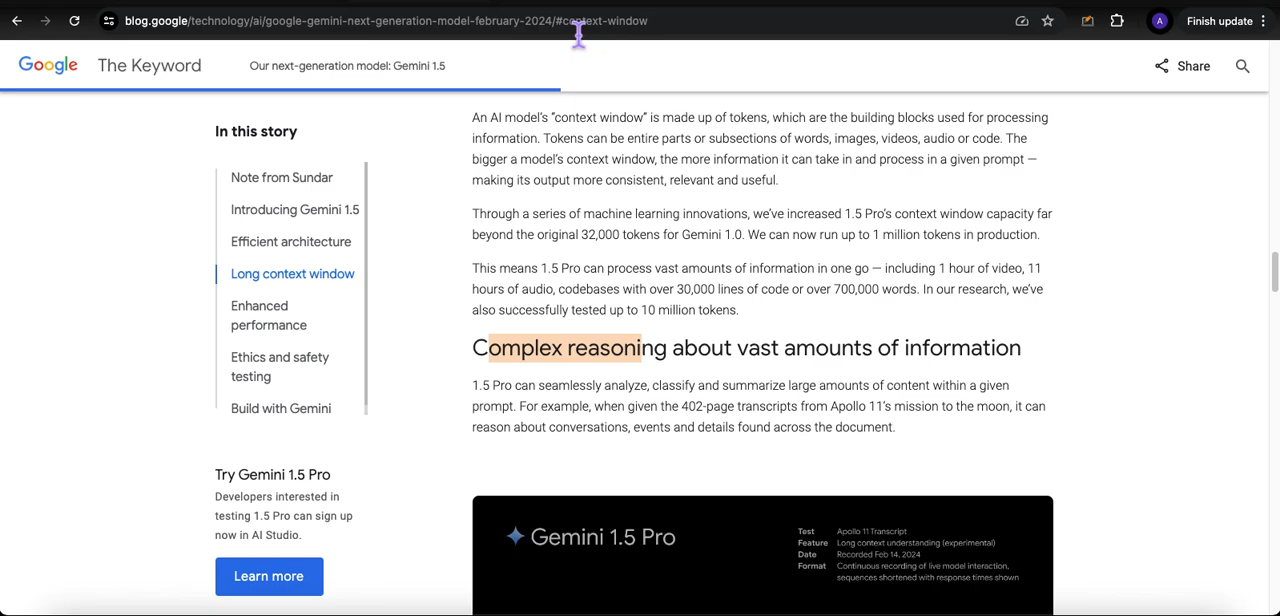 blog.google/technology/ai/google-gemini-next-generation-model-february-2024/#context-window
A
Finish update
Google The Keyword
Our next-generation model: Gemini 1.5
Share
In this story
Note from Sundar
Introducing Gemini 1.5
Efficient architecture
Long context window
Enhanced
performance
Ethics and safety
testing
Build with Gemini
Try Gemini 1.5 Pro
Developers interested in
testing 1.5 Pro can sign up
now in AI Studio.
Learn more
An AI model's "context window" is made up of tokens, which are the building blocks used for processing
information. Tokens can be entire parts or subsections of words, images, videos, audio or code. The
bigger a model's context window, the more information it can take in and process in a given prompt —
making its output more consistent, relevant and useful.
Through a series of machine learning innovations, we've increased 1.5 Pro's context window capacity far
beyond the original 32,000 tokens for Gemini 1.0. We can now run up to 1 million tokens in production.
This means 1.5 Pro can process vast amounts of information in one go — including 1 hour of video, 11
hours of audio, codebases with over 30,000 lines of code or over 700,000 words. In our research, we've
also successfully tested up to 10 million tokens.
Complex reasoning about vast amounts of information
1.5 Pro can seamlessly analyze, classify and summarize large amounts of content within a given
prompt. For example, when given the 402-page transcripts from Apollo 11's mission to the moon, it can
reason about conversations, events and details found across the document.
Gemini 1.5 Pro
Test Apollo 11 Transcript
Feature Long context understanding (experimental)
Date Recorded Feb 14, 2024
Format Continuous recording of live model interaction,
sequences shortened with response times shown